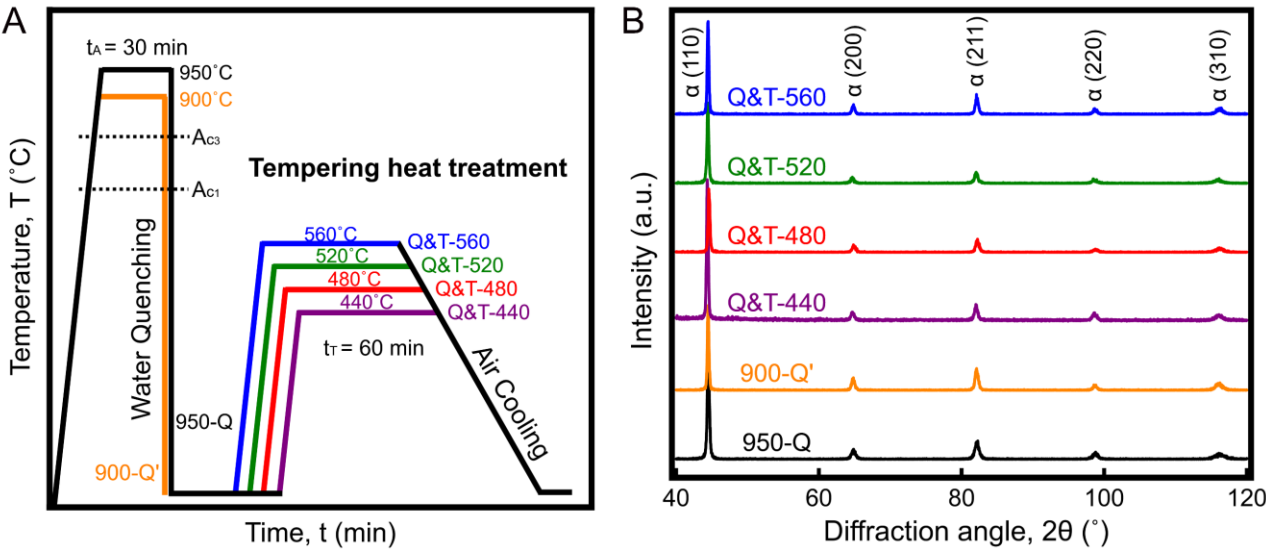 A
tA = 30 min
950˚C
900˚C
Ac3
Ac1
Tempering heat treatment
Temperature, T (˚C)
Water Quenching
560˚C
Q&T-560
520˚C
Q&T-520
480˚C
Q&T-480
440˚C
Q&T-440
tT = 60 min
Air Cooling
950-Q
900-Q'
Time, t (min)
B
α (110)
α (200)
α (211)
α (220)
α (310)
Q&T-560
Q&T-520
Q&T-480
Q&T-440
900-Q'
950-Q
Intensity (a.u.)
40
60
80
100
120
Diffraction angle, 2θ (˚)